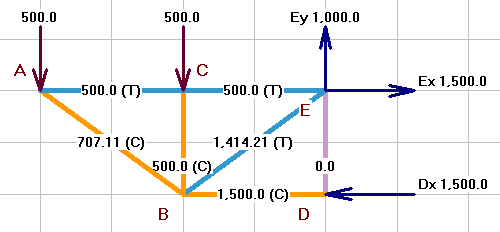 500.0 500.0 Ey 1,000.0
A C
500.0 (T) 500.0 (T) Ex 1,500.0
E
707.11 (C) 1,414.21 (T)
500.0 (C) 0.0
1,500.0 (C) Dx 1,500.0
B D